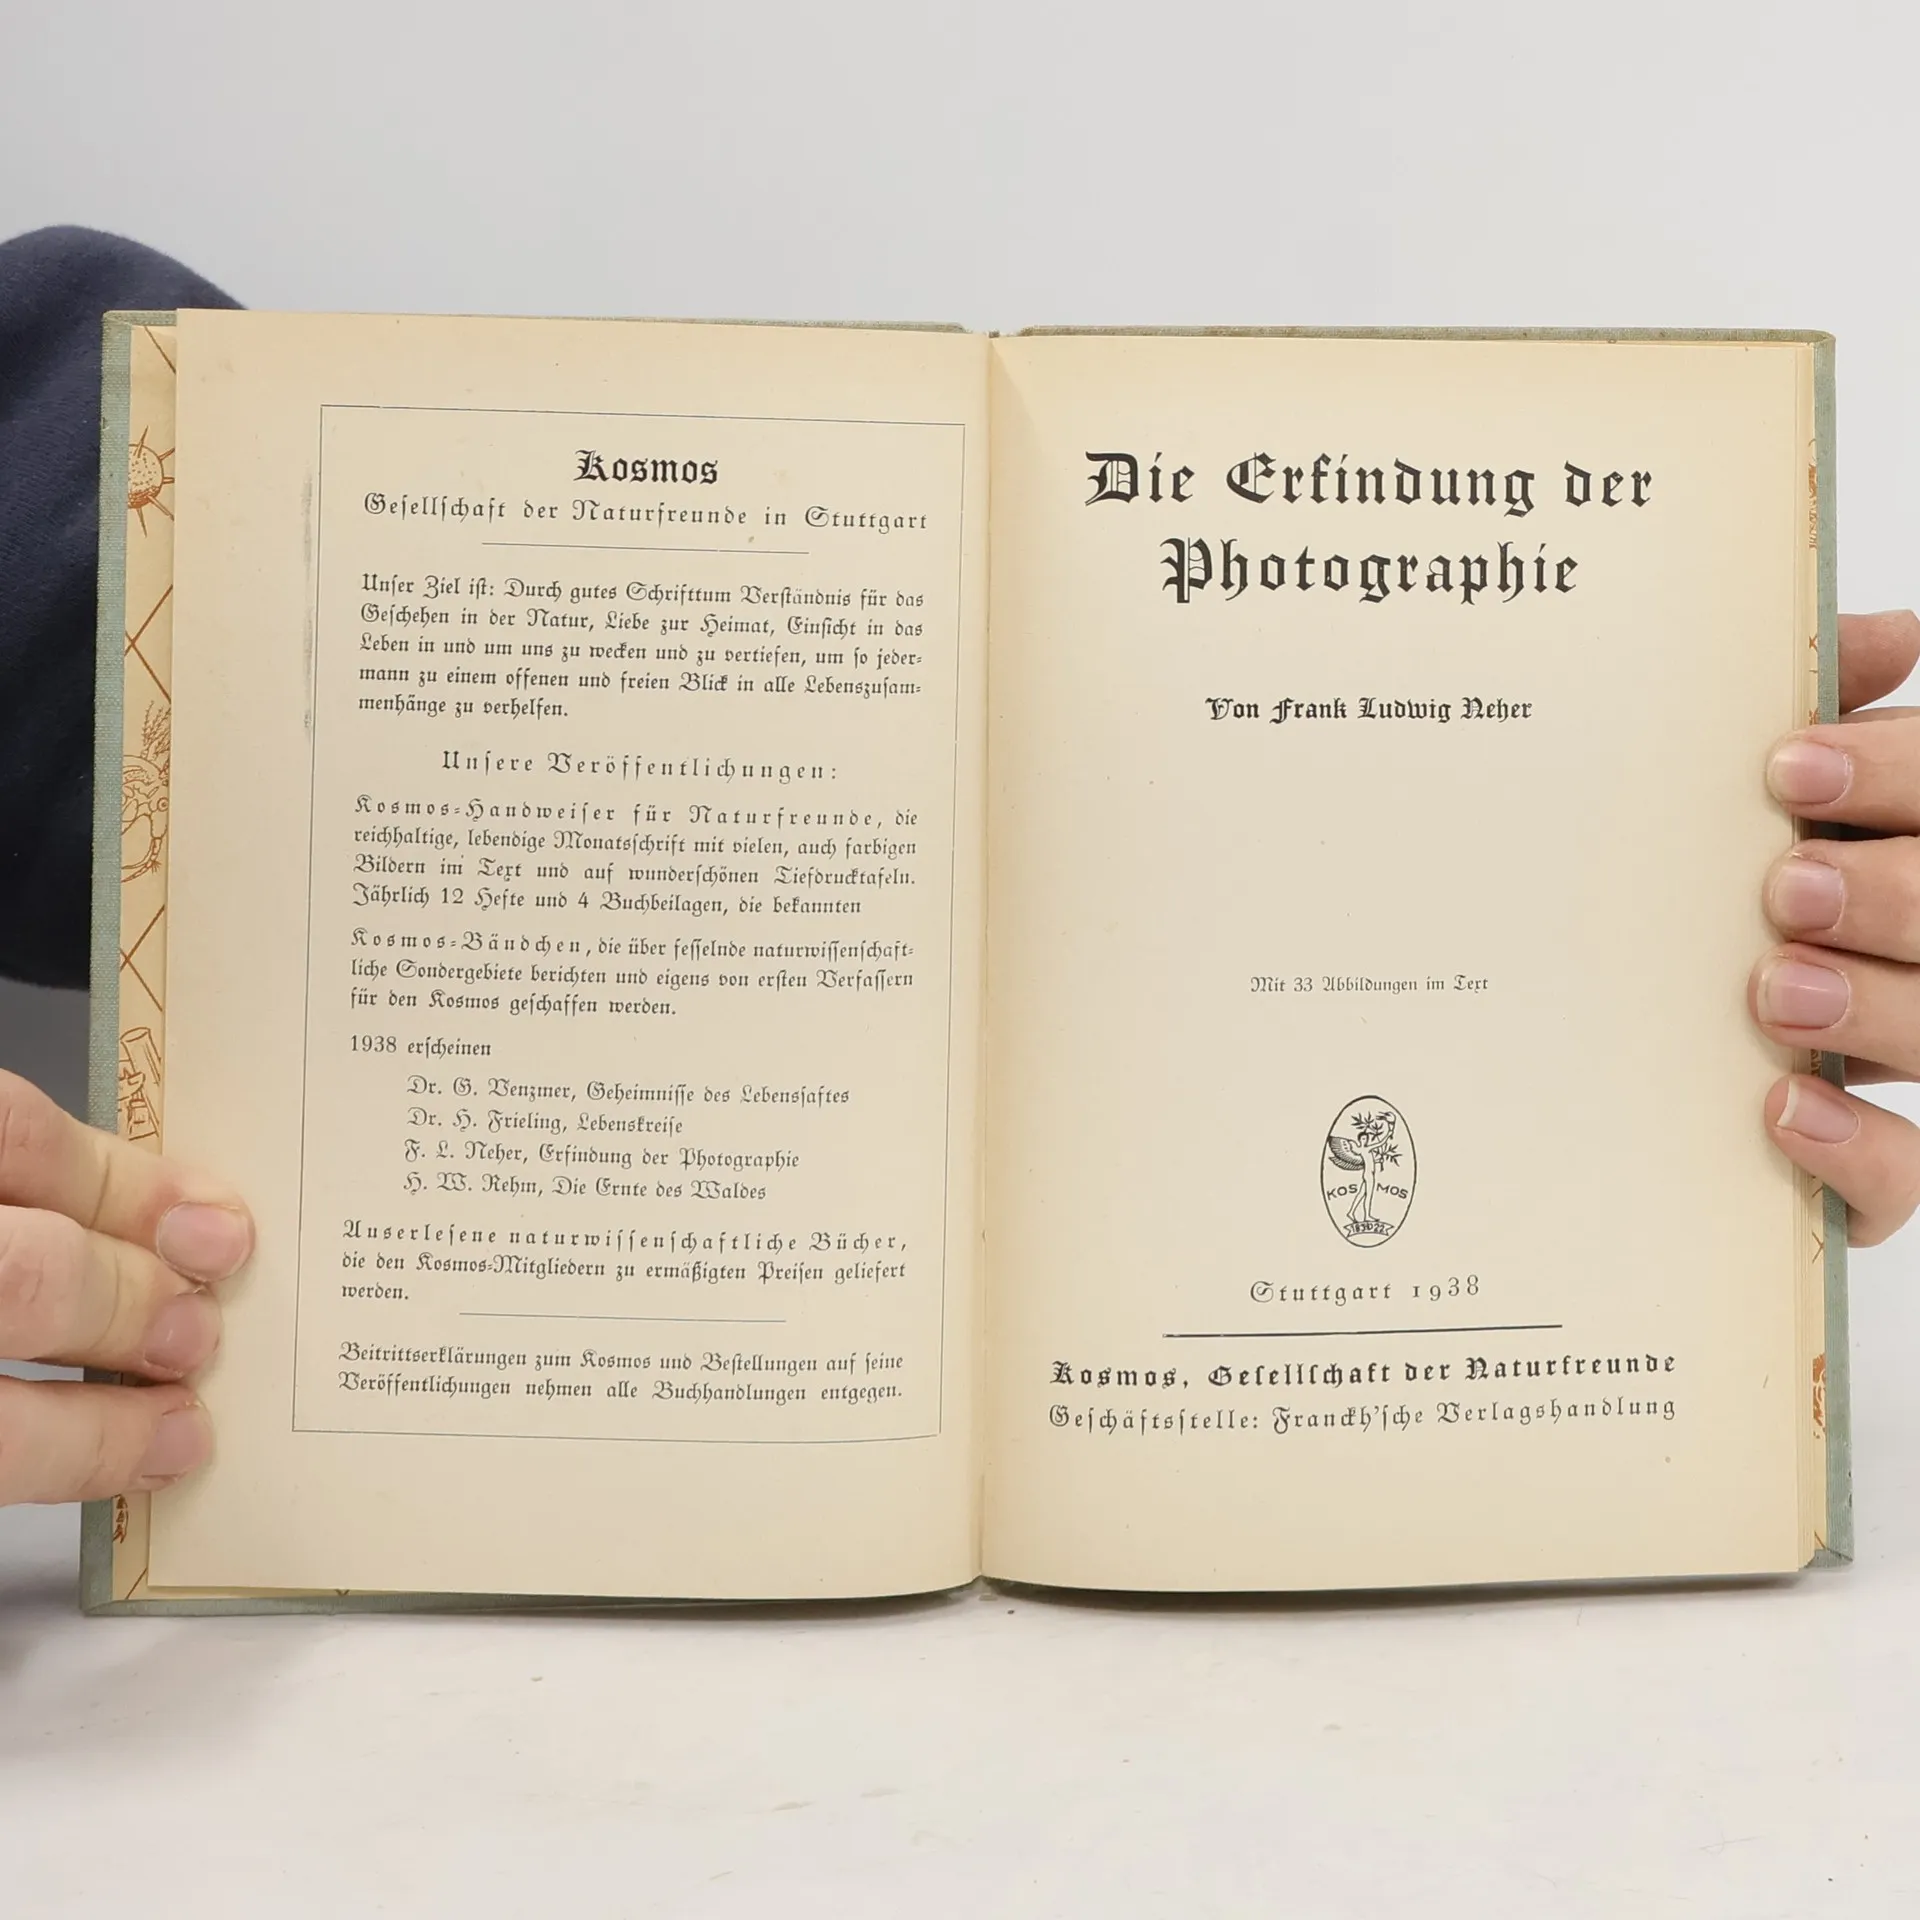 Kosmos
Gesellschaft der Naturfreunde in Stuttgart
Unser Ziel ist: Durch gutes Schrifttum Verständnis für das
Geschehen in der Natur, Liebe zur Heimat, Einsicht in das
Leben in und um uns zu wecken und zu vertiefen, um so jeder-
mann zu einem offenen und freien Blick in alle Lebenszusam-
menhänge zu verhelfen.
Unsere Veröffentlichungen:
Kosmos-Handweiser für Naturfreunde, die
reichhaltige, lebendige Monatsschrift mit vielen, auch farbigen
Bildern im Text und auf wunderschönen Tiefdrucktafeln.
Jährlich 12 Hefte und 4 Buchbeilagen, die bekannten
Kosmos-Bändchen, die über fesselnde naturwissenschaft-
liche Sondergebiete berichten und eigens von ersten Verfassern
für den Kosmos geschaffen werden.
1938 erscheinen
Dr. G. Venzmer, Geheimnisse des Lebenssaftes
Dr. H. Frieling, Lebenskreise
F. L. Neher, Erfindung der Photographie
H. W. Rehm, Die Ernte des Waldes
Auserlesene naturwissenschaftliche Bücher,
die den Kosmos-Mitgliedern zu ermäßigten Preisen geliefert
werden.
Beitrittserklärungen zum Kosmos und Bestellungen auf seine
Veröffentlichungen nehmen alle Buchhandlungen entgegen.
Die Erfindung der
Photographie
Von Frank Ludwig Neher
Mit 33 Abbildungen im Text
KOSMOS
1822
Stuttgart 1938
Kosmos, Gesellschaft der Naturfreunde
Geschäftsstelle: Franckh'sche Verlagshandlung